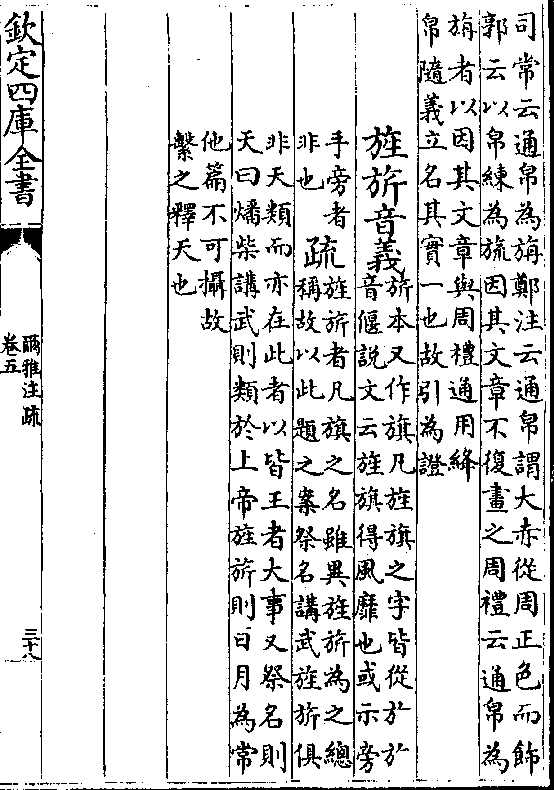 司常云通帛為旃鄭注云通帛謂大赤從周正色而飾
郭云以帛練為旒因其文章不復畫之周禮云通帛為
旃者以因其文章與周禮通用絳
帛隨義立名其實一也故引為證
旌旂音義旂本又作旗凡旌旗之字皆從於於
音偃說文云旌旗得風靡也或示旁
手旁者
非也
疏旌旂者凡旗之名雖異旌旂為之總
稱故以此題之案祭名講武旌旂俱
非天類而亦在此者以皆王者大事又祭名則
天曰燔柴講武則類於上帝旌旂則日月為常
他篇不可攝故
繫之釋天也
欽定四庫全書
爾雅注疏
卷五
三十八